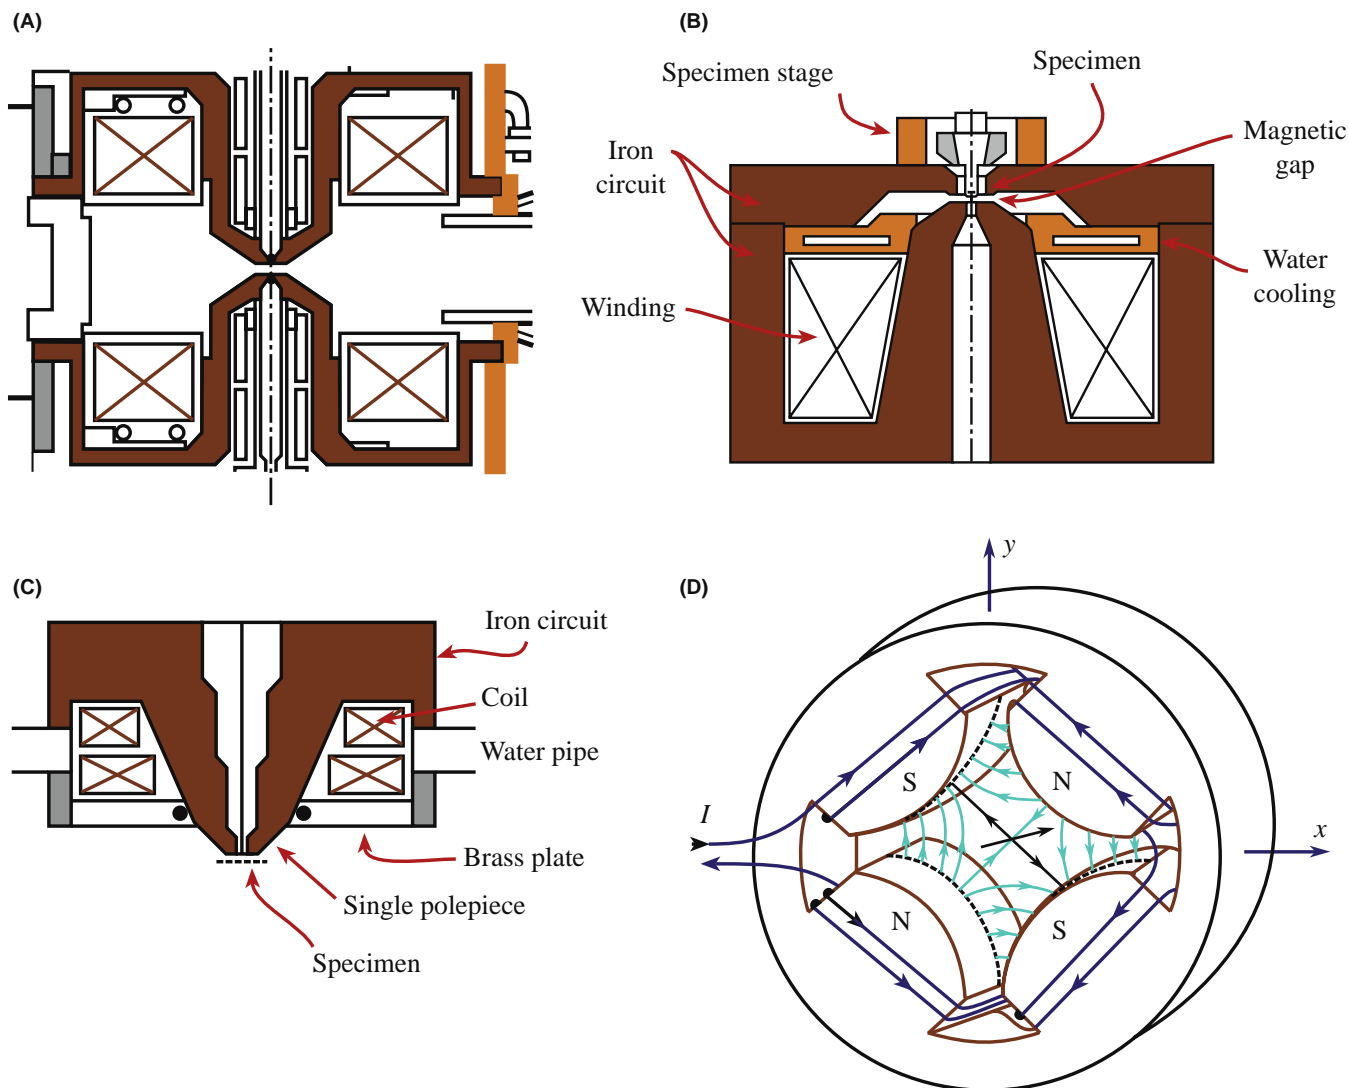 (A)
(B)
Specimen stage
Specimen
Iron
circuit
Magnetic
gap
Winding
Water
cooling
(C)
Iron circuit
Coil
Water pipe
Brass plate
Single polepiece
Specimen
(D)
y
S
N
I
x
N
S